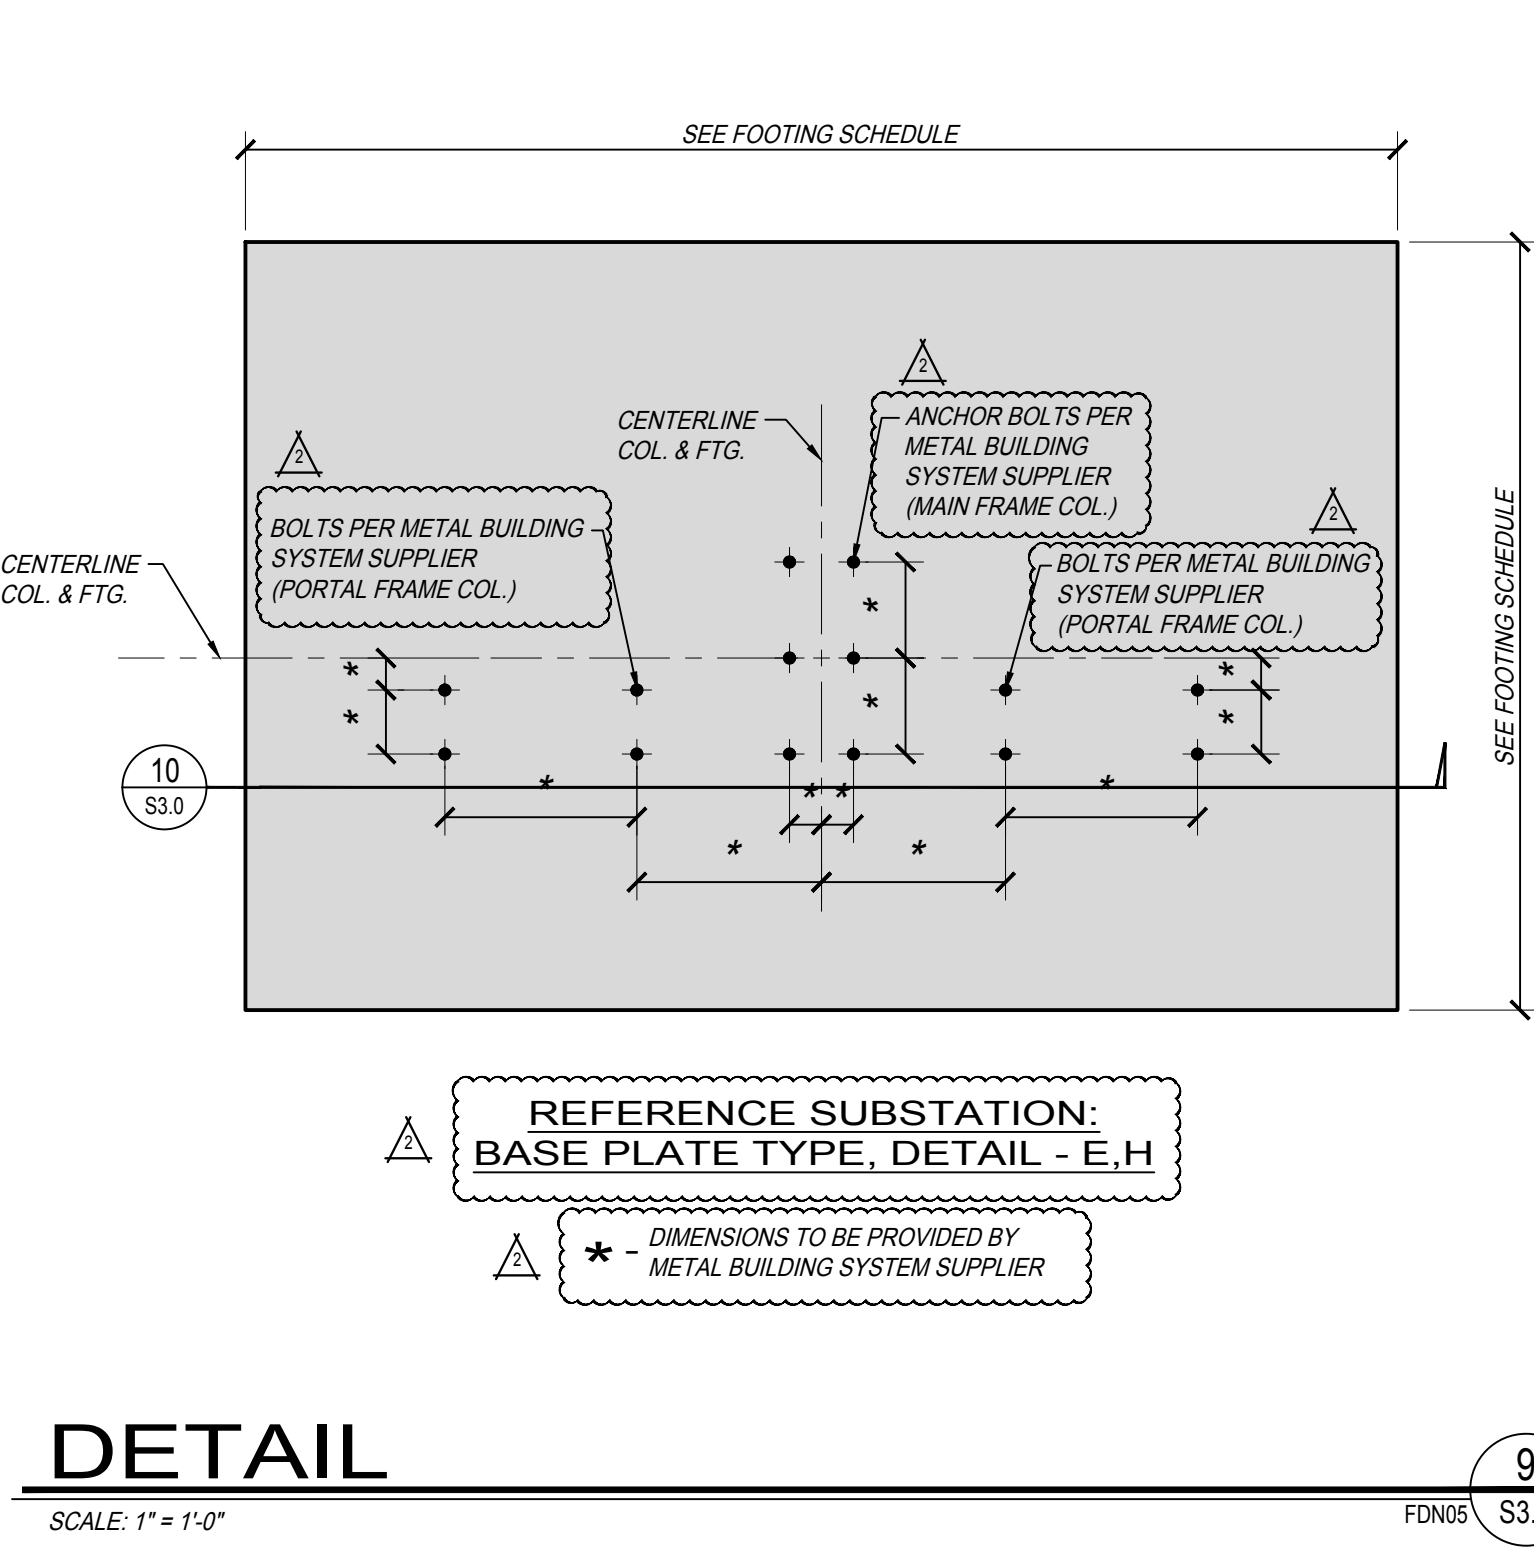 SEE FOOTING SCHEDULE
2
CENTERLINE
COL. & FTG.
ANCHOR BOLTS PER
METAL BUILDING
SYSTEM SUPPLIER
(MAIN FRAME COL.)
2
BOLTS PER METAL BUILDING
SYSTEM SUPPLIER
(PORTAL FRAME COL.)
2
BOLTS PER METAL BUILDING
SYSTEM SUPPLIER
(PORTAL FRAME COL.)
CENTERLINE
COL. & FTG.
SEE FOOTING SCHEDULE
*
*
*
*
*
*
10
S3.0
*
* *
*
*
*
2
REFERENCE SUBSTATION:
BASE PLATE TYPE, DETAIL - E,H
2
* - DIMENSIONS TO BE PROVIDED BY
METAL BUILDING SYSTEM SUPPLIER
DETAIL
SCALE: 1" = 1'-0"
FDN05
9
S3.